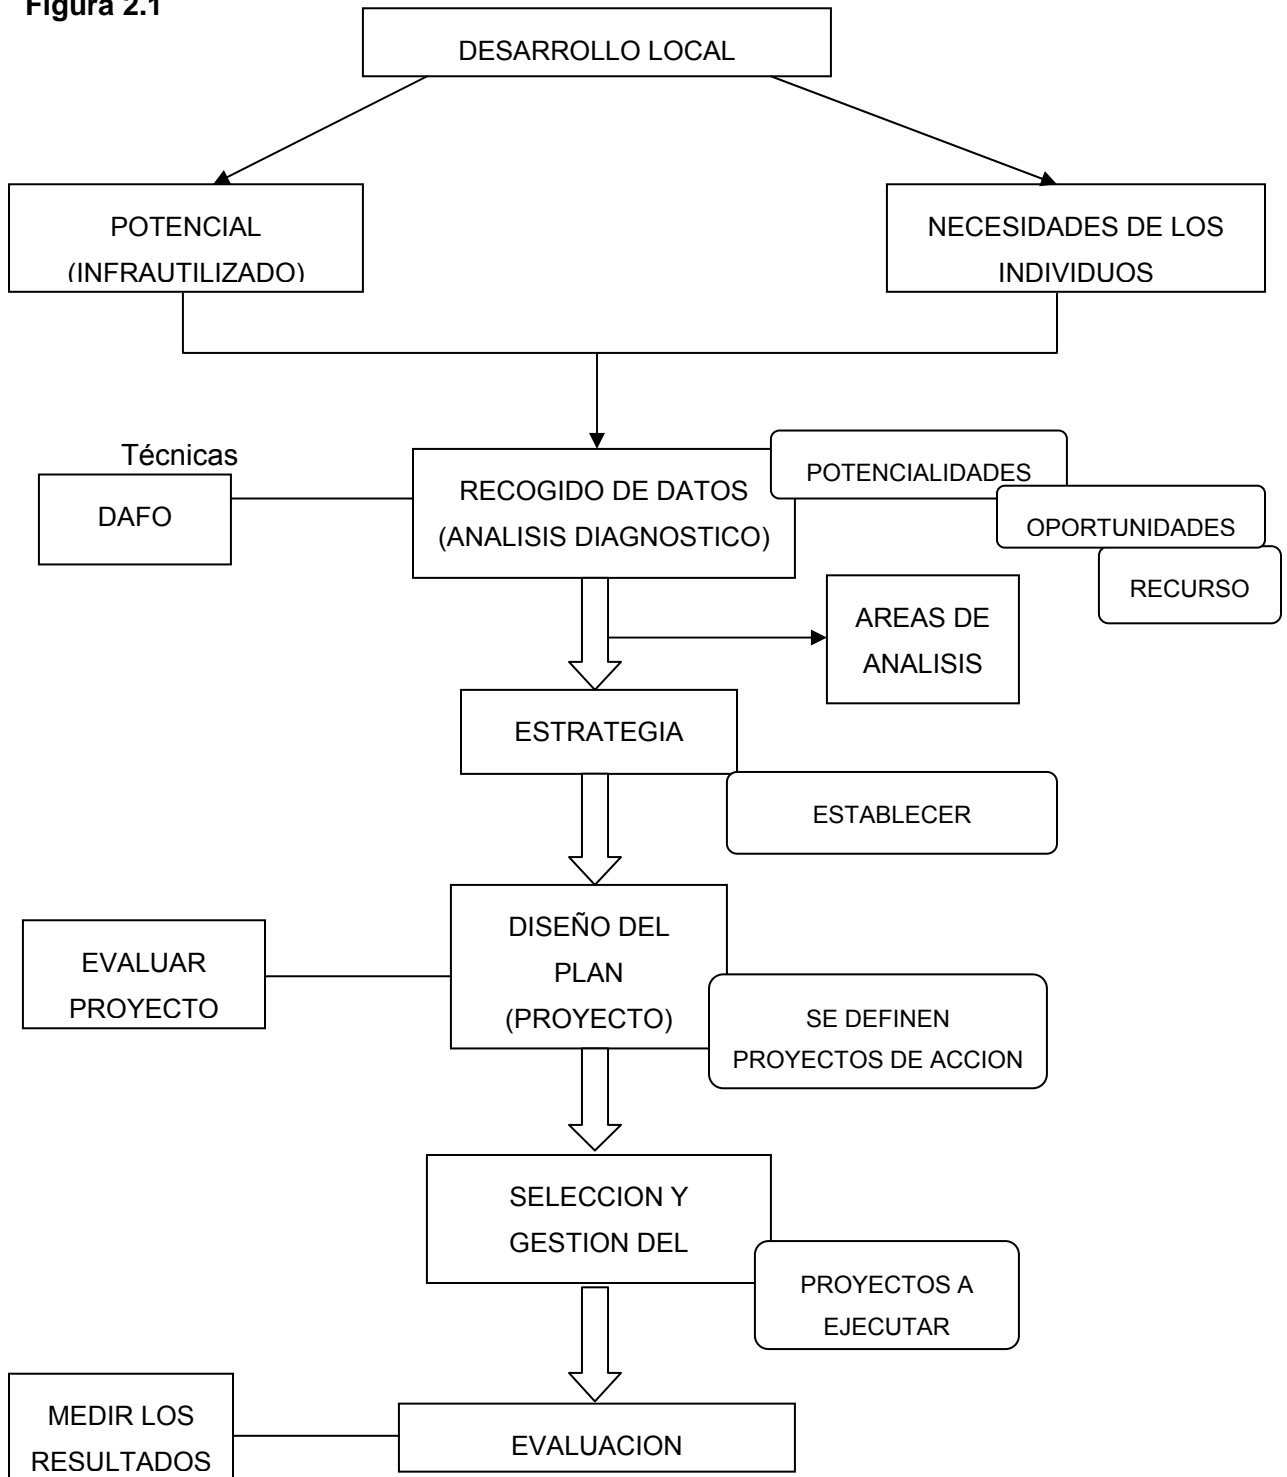 Figura 2.1
DESARROLLO LOCAL
POTENCIAL
(INFRAUTILIZADO)
NECESIDADES DE LOS
INDIVIDUOS
Técnicas
DAFO
RECOGIDO DE DATOS
(ANALISIS DIAGNOSTICO)
POTENCIALIDADES
OPORTUNIDADES
RECURSO
AREAS DE
ANALISIS
ESTRATEGIA
ESTABLECER
EVALUAR
PROYECTO
DISEÑO DEL
PLAN
(PROYECTO)
SE DEFINEN
PROYECTOS DE ACCION
SELECCION Y
GESTION DEL
PROYECTOS A
EJECUTAR
MEDIR LOS
RESULTADOS
EVALUACION